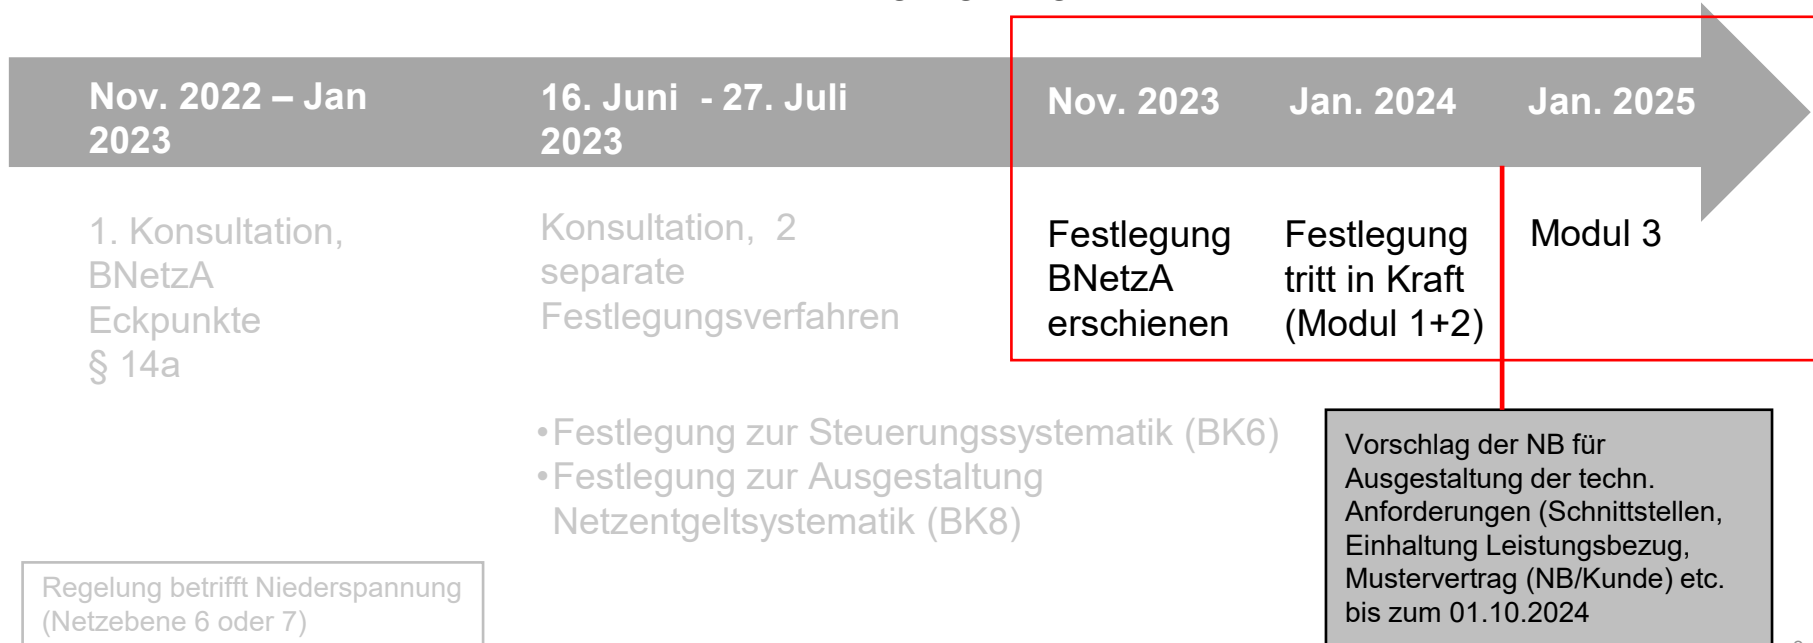 Nov. 2022 – Jan
2023
16. Juni - 27. Juli
2023
Nov. 2023
Jan. 2024
Jan. 2025
1. Konsultation,
BNetzA
Eckpunkte
§ 14a
Konsultation, 2
separate
Festlegungsverfahren
Festlegung
BNetzA
erschienen
Festlegung
tritt in Kraft
(Modul 1+2)
Modul 3
•Festlegung zur Steuerungssystematik (BK6)
•Festlegung zur Ausgestaltung
Netzentgeltsystematik (BK8)
Vorschlag der NB für
Ausgestaltung der techn.
Anforderungen (Schnittstellen,
Einhaltung Leistungsbezug,
Mustervertrag (NB/Kunde) etc.
bis zum 01.10.2024
Regelung betrifft Niederspannung
(Netzebene 6 oder 7)